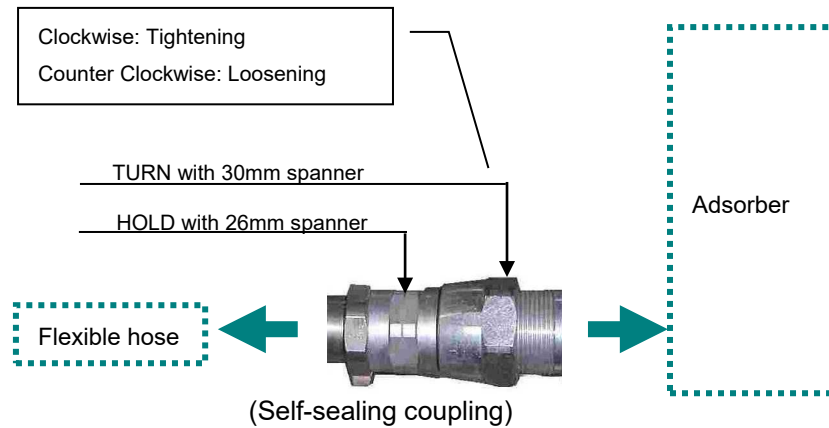 Clockwise: Tightening
Counter Clockwise: Loosening
TURN with 30mm spanner
HOLD with 26mm spanner
Adsorber
Flexible hose
(Self-sealing coupling)